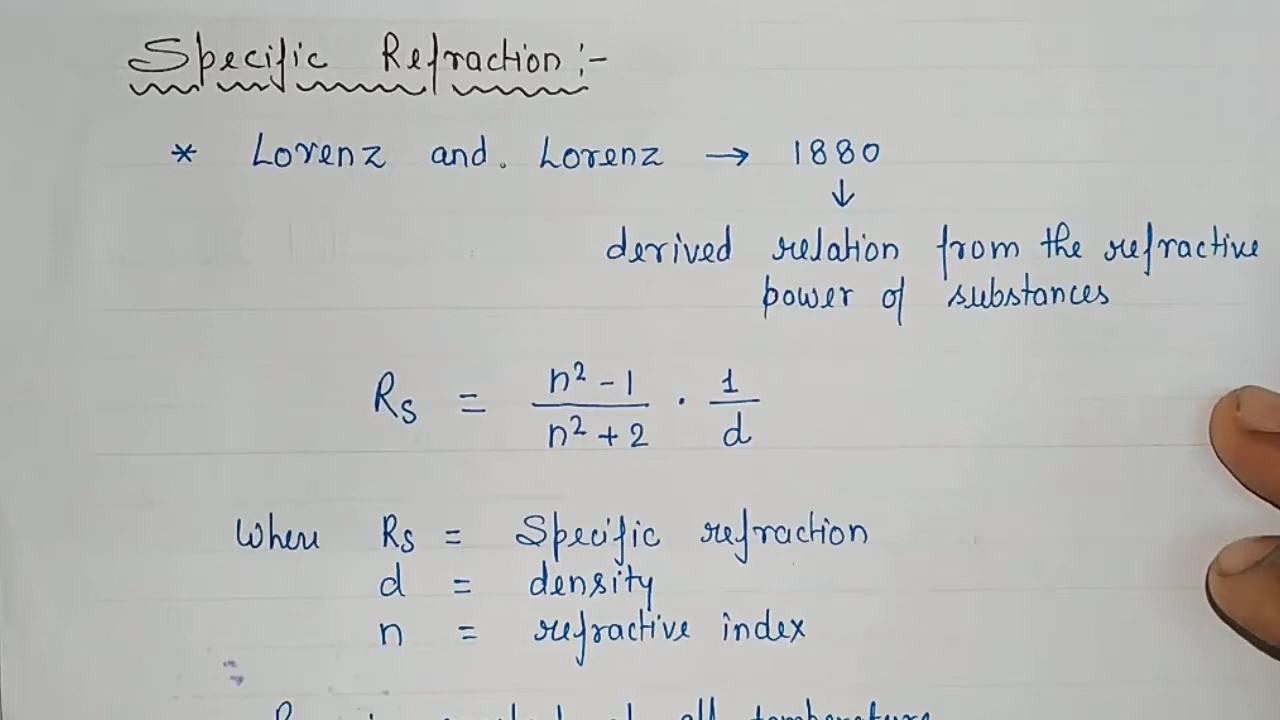 Specific Refraction :-
* Lorenz and. Lorenz → 1880
↓
derived relation from the refractive
power of substances
Rs = n² - 1 / n² + 2 · 1 / d
Where Rs = Specific refraction
d = density
n = refractive index